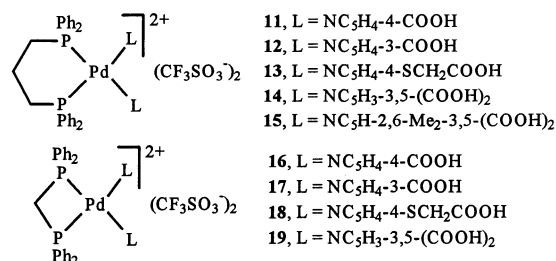 Ph₂
P
L
2+
Pd
(CF₃SO₃⁻)₂
P
L
Ph₂
11, L = NC₅H₄-4-COOH
12, L = NC₅H₄-3-COOH
13, L = NC₅H₄-4-SCH₂COOH
14, L = NC₅H₃-3,5-(COOH)₂
15, L = NC₅H-2,6-Me₂-3,5-(COOH)₂
Ph₂
P
L
2+
Pd
(CF₃SO₃⁻)₂
P
L
Ph₂
16, L = NC₅H₄-4-COOH
17, L = NC₅H₄-3-COOH
18, L = NC₅H₄-4-SCH₂COOH
19, L = NC₅H₃-3,5-(COOH)₂